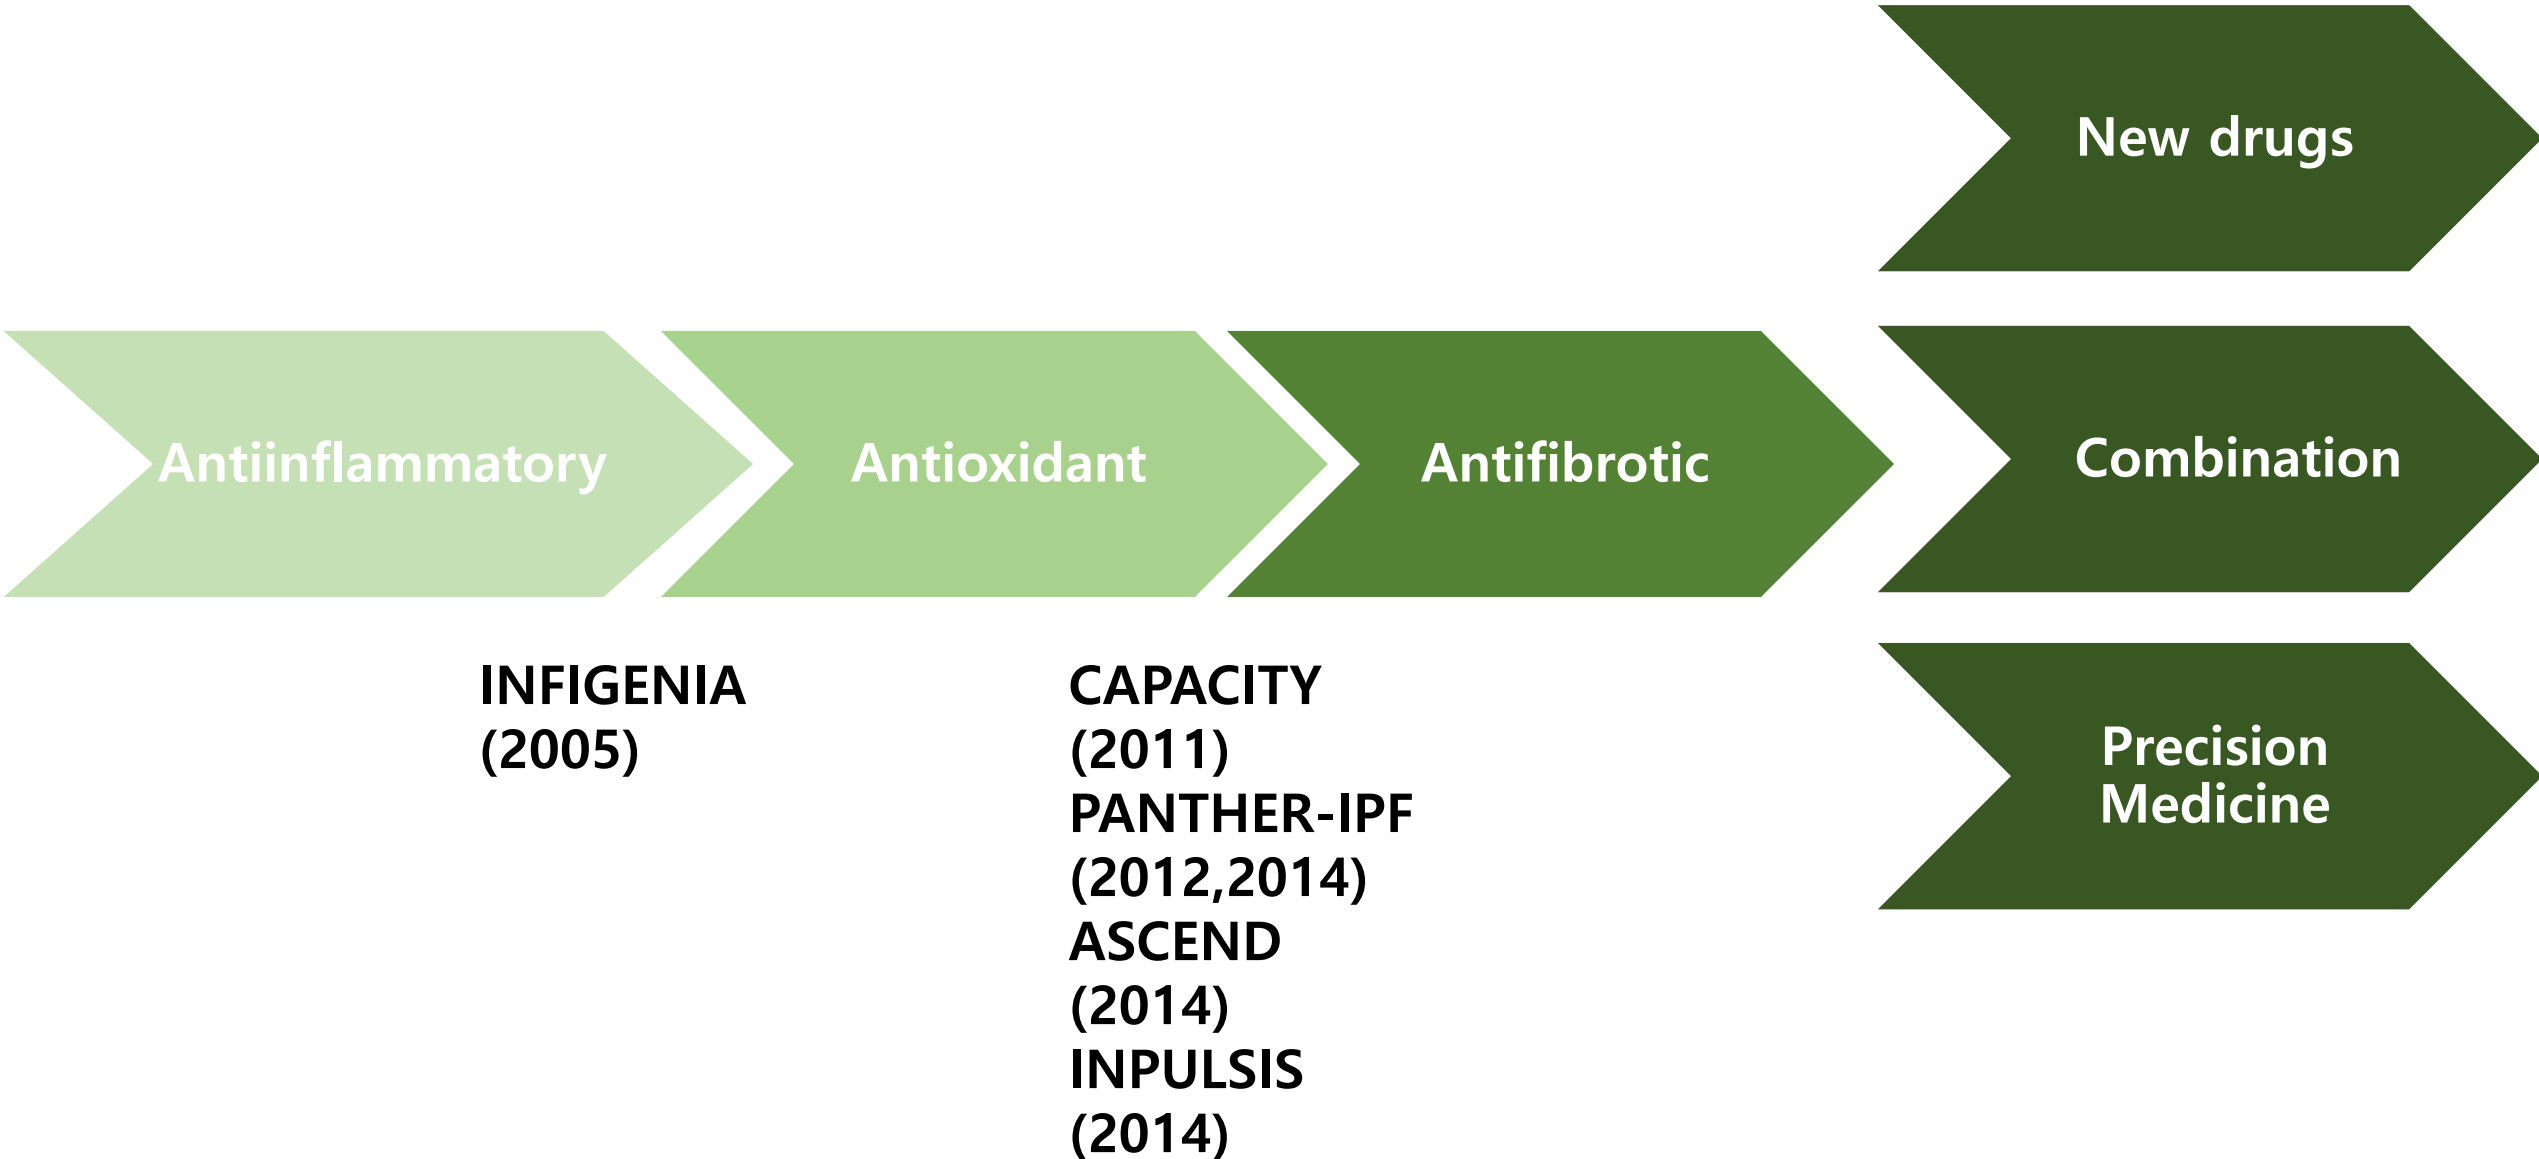 New drugs
Antiinflammatory
Antioxidant
Antifibrotic
Combination
Precision
Medicine
INFIGENIA
(2005)
CAPACITY
(2011)
PANTHER-IPF
(2012,2014)
ASCEND
(2014)
INPULSIS
(2014)